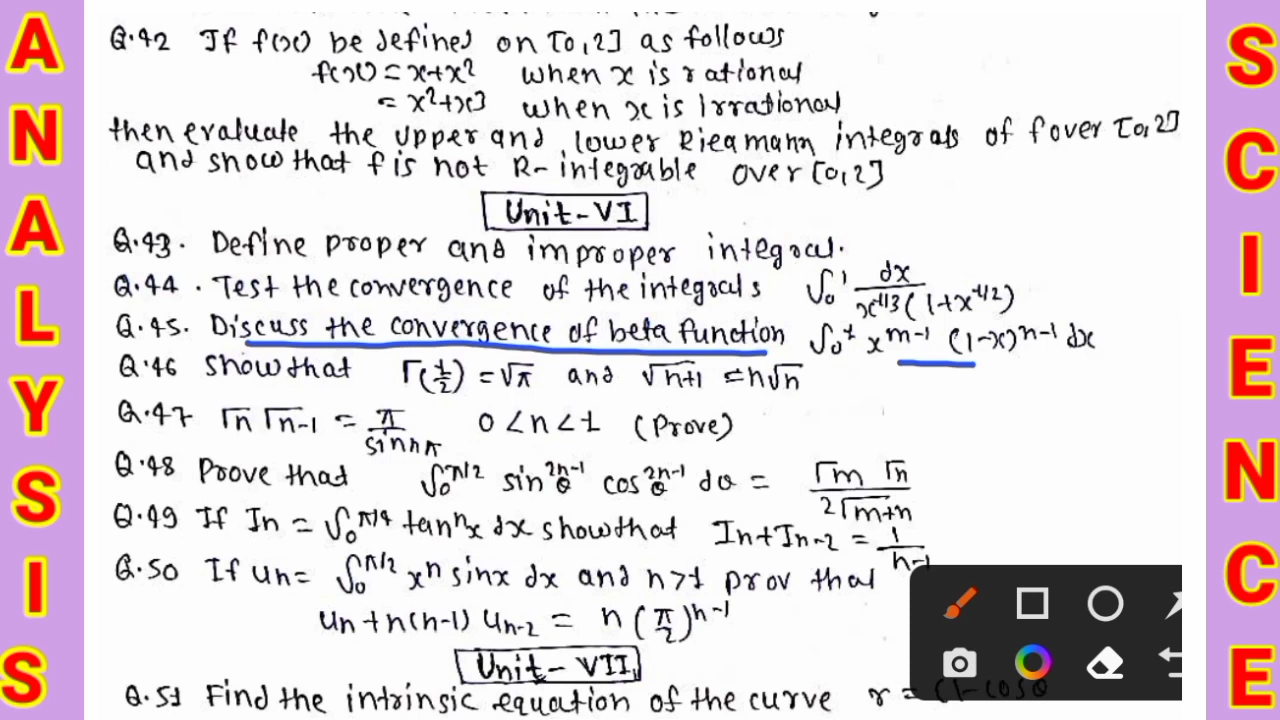 ANALYSIS
Q.42 If f(x) be defined on [0,2] as follows
f(x) = x+x² when x is rational
= x²+x3 when x is Irrational
then evaluate the upper and lower Rieamann integrals of f over [0,2]
and show that f is not R-integrable over [0,2]
Unit-VI
Q.43. Define proper and improper integral.
Q.44. Test the convergence of the integrals ∫₀¹ dx / x^(1/3) (1+x^(1/2))
Q.45. Discuss the convergence of beta function ∫₀¹ x^(m-1) (1-x)^(n-1) dx
Q.46 Show that Γ(1/2) = √π and √n+1 = n√n
Q.47 Γn Γn-1 = π / sin nπ 0 < n < 1 (Prove)
Q.48 Prove that ∫₀^(π/2) sin^(2n-1) θ cos^(2n-1) θ dθ = Γm Γn / 2Γm+n
Q.49 If In = ∫₀^(π/4) tanⁿx dx show that In + In-2 = 1 / n-1
Q.50 If un = ∫₀^(π/2) xⁿ sinx dx and n>1 prov that
un + n(n-1) un-2 = n (π/2)^(n-1)
Unit-VII
Q.51 Find the intrinsic equation of the curve r = (1-cosθ
SCIENCE